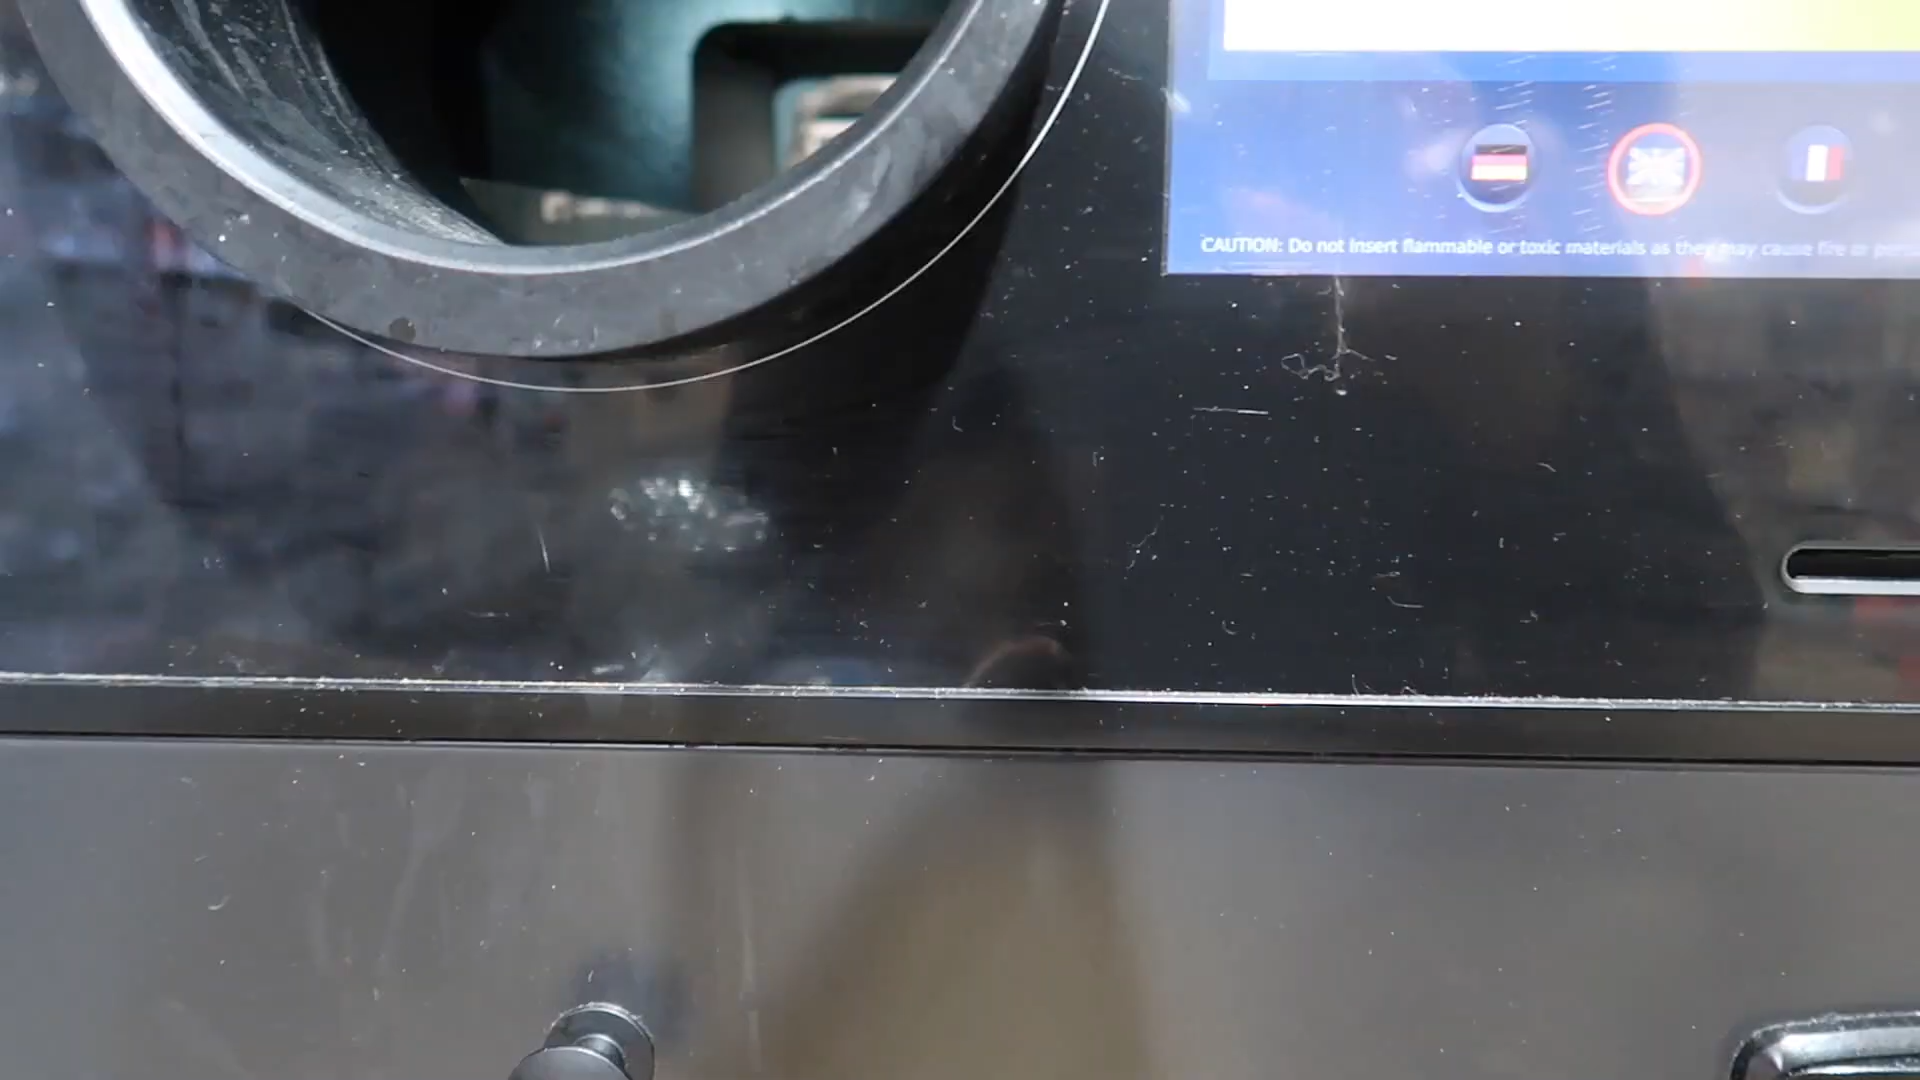 CAUTION: Do not insert flammable or toxic materials as they may cause fire or